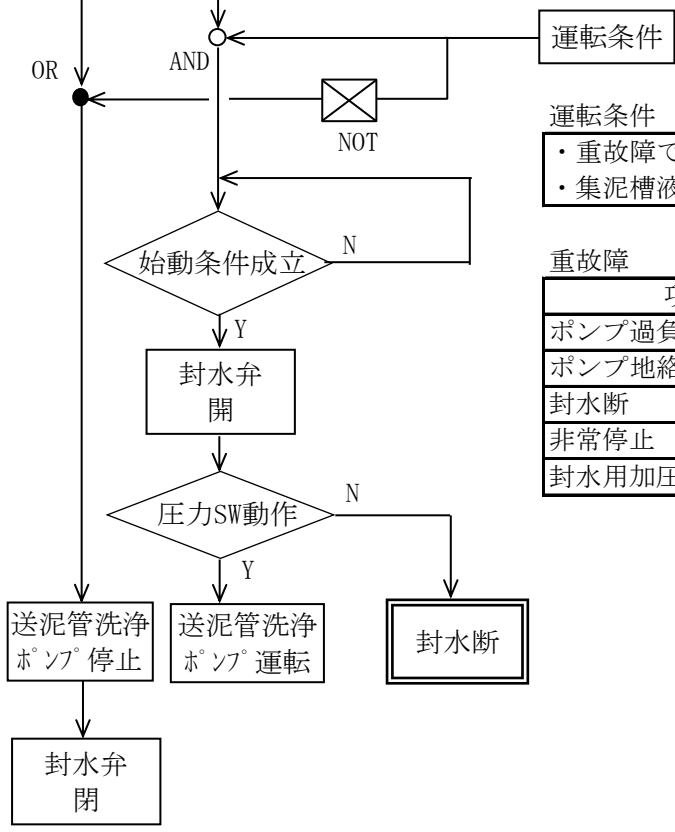 運転条件
AND
OR
NOT
運転条件
・重故障で
・集泥槽液
始動条件成立
N
重故障
ポンプ過負
Y
ポンプ地絡
封水弁
開
封水断
非常停止
封水用加圧
圧力SW動作
N
Y
送泥管洗浄
ﾎﾟﾝﾌﾟ停止
送泥管洗浄
ﾎﾟﾝﾌﾟ運転
封水断
封水弁
閉